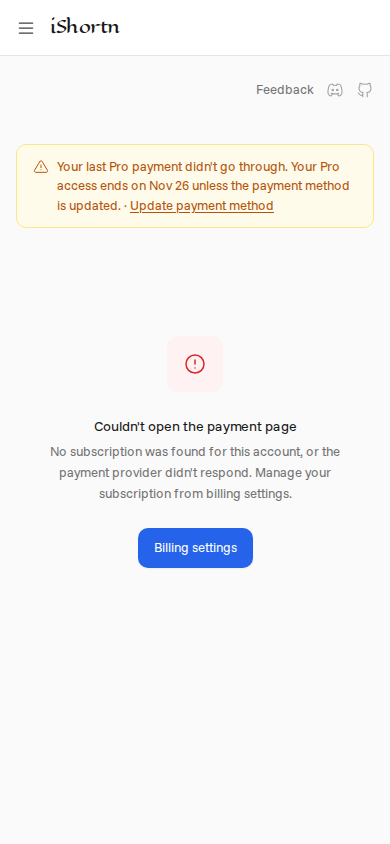 iShortn
Feedback
Your last Pro payment didn't go through. Your Pro
access ends on Nov 26 unless the payment method
is updated. · Update payment method
Couldn't open the payment page
No subscription was found for this account, or the
payment provider didn't respond. Manage your
subscription from billing settings.
Billing settings